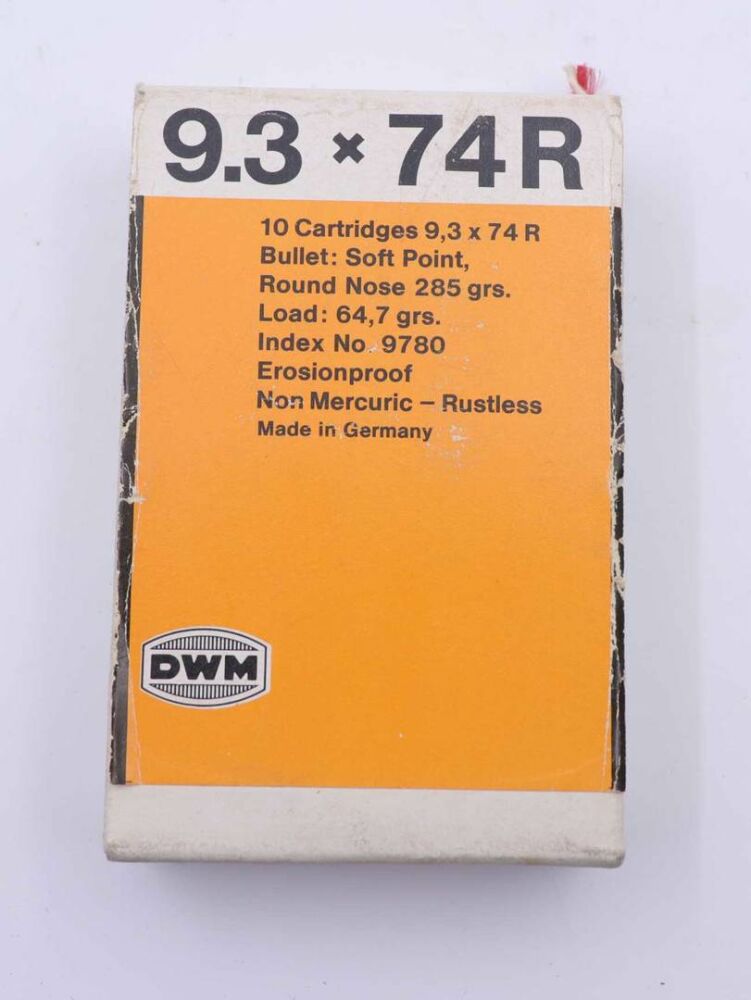 9.3 × 74 R
10 Cartridges 9,3 x 74 R
Bullet: Soft Point,
Round Nose 285 grs.
Load: 64,7 grs.
Index No. 9780
Erosionproof
Non Mercuric – Rustless
Made in Germany
DWM